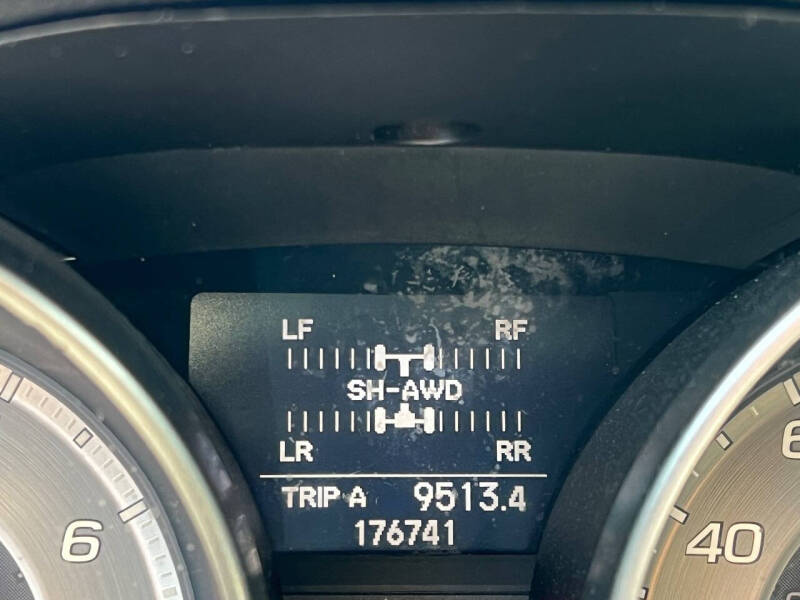 LF RF
SH-AWD
LR RR
TRIP A 9513.4
176741
6
40